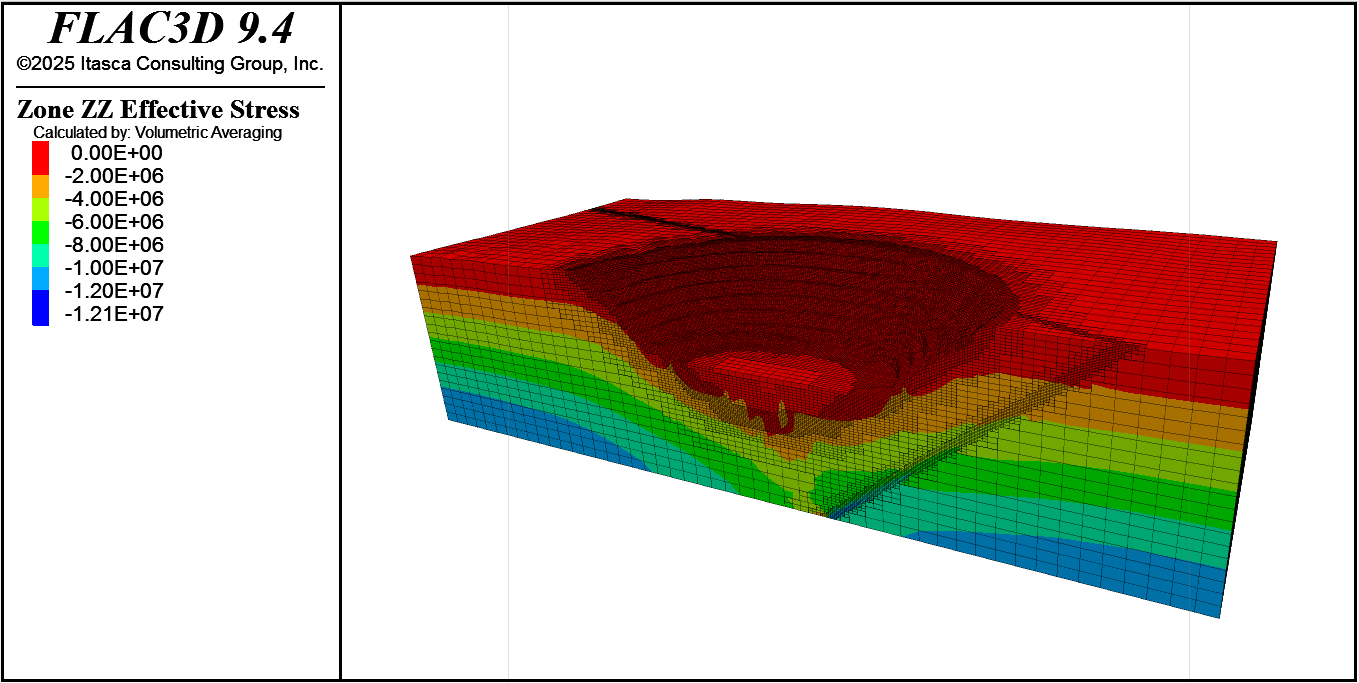 FLAC3D 9.4
©2025 Itasca Consulting Group, Inc.
Zone ZZ Effective Stress
Calculated by: Volumetric Averaging
0.00E+00
-2.00E+06
-4.00E+06
-6.00E+06
-8.00E+06
-1.00E+07
-1.20E+07
-1.21E+07